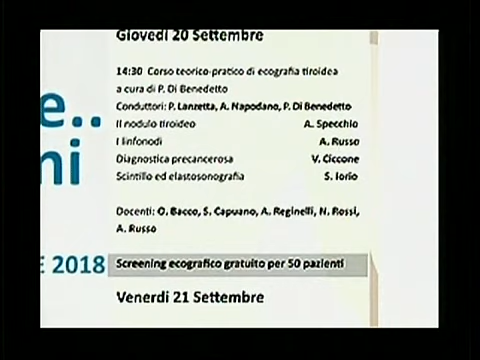 Giovedì 20 Settembre
14:30 Corso teorico-pratico di ecografia tiroidea
a cura di P. Di Benedetto
Conduttori: P. Lanzetta, A. Napodano, P. Di Benedetto
Il nodulo tiroideo A. Specchio
I linfonodi A. Russo
Diagnostica precancerosa V. Ciccone
Scintillo ed elastosonografia S. Iorio
Docenti: O. Bacco, S. Capuano, A. Reginelli, N. Rossi,
A. Russo
Screening ecografico gratuito per 50 pazienti
Venerdì 21 Settembre
e..
ni
E 2018